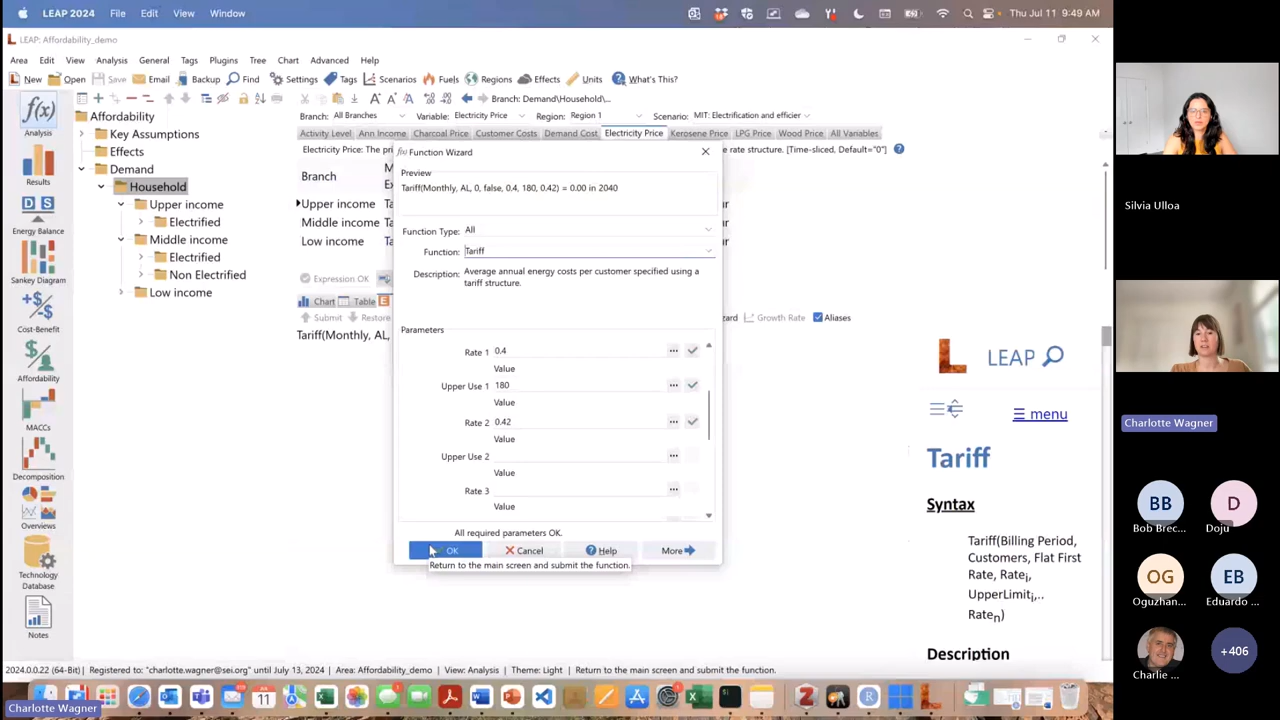 LEAP 2024 File Edit View Window
Thu Jul 11 9:49 AM
LEAP: Affordability_demo
Area Edit View Analysis General Tags Plugins Tree Chart Advanced Help
New Open Save Email Backup Find Settings Tags Scenarios Fuels Regions Effects Units What's This?
Branch: Demand\Household\...
Analysis
Results
Energy Balance
Sankey Diagram
Cost-Benefit
Affordability
MACCs
Decomposition
Overviews
Technology
Database
Notes
Affordability
Key Assumptions
Effects
Demand
Household
Upper income
Electrified
Middle income
Electrified
Non Electrified
Low income
Branch: All Branches Variable: Electricity Price Region: Region 1 Scenario: MIT: Electrification and efficier
Activity Level Ann Income Charcoal Price Customer Costs Demand Cost Electricity Price Kerosene Price LPG Price Wood Price All Variables
Electricity Price: The pri
e rate structure. [Time-sliced, Default="0"]
Branch
Upper income
Middle income
Low income
Expression OK
Chart Table
Submit Restore
Growth Rate Aliases
Tariff(Monthly, AL,
f(x) Function Wizard
Preview
Tariff(Monthly, AL, 0, false, 0.4, 180, 0.42) = 0.00 in 2040
Function Type: All
Function: Tariff
Description: Average annual energy costs per customer specified using a
tariff structure.
Parameters
Rate 1 0.4
Value
Upper Use 1 180
Value
Rate 2 0.42
Value
Upper Use 2
Value
Rate 3
Value
All required parameters OK.
OK Cancel Help More
Return to the main screen and submit the function.
LEAP
menu
Tariff
Syntax
Tariff(Billing Period,
Customers, Flat First
Rate, Ratei,
UpperLimiti,..
Raten)
Description
2024.0.0.22 (64-Bit) Registered to: "charlotte.wagner@sei.org" until July 13, 2024 Area: Affordability_demo View: Analysis Theme: Light Return to the main screen and submit the function.
Charlotte Wagner
Silvia Ulloa
Charlotte Wagner
BB
Bob Brec...
D
Doju
OG
Oguzhan...
EB
Eduardo ...
Charlie ...
+406